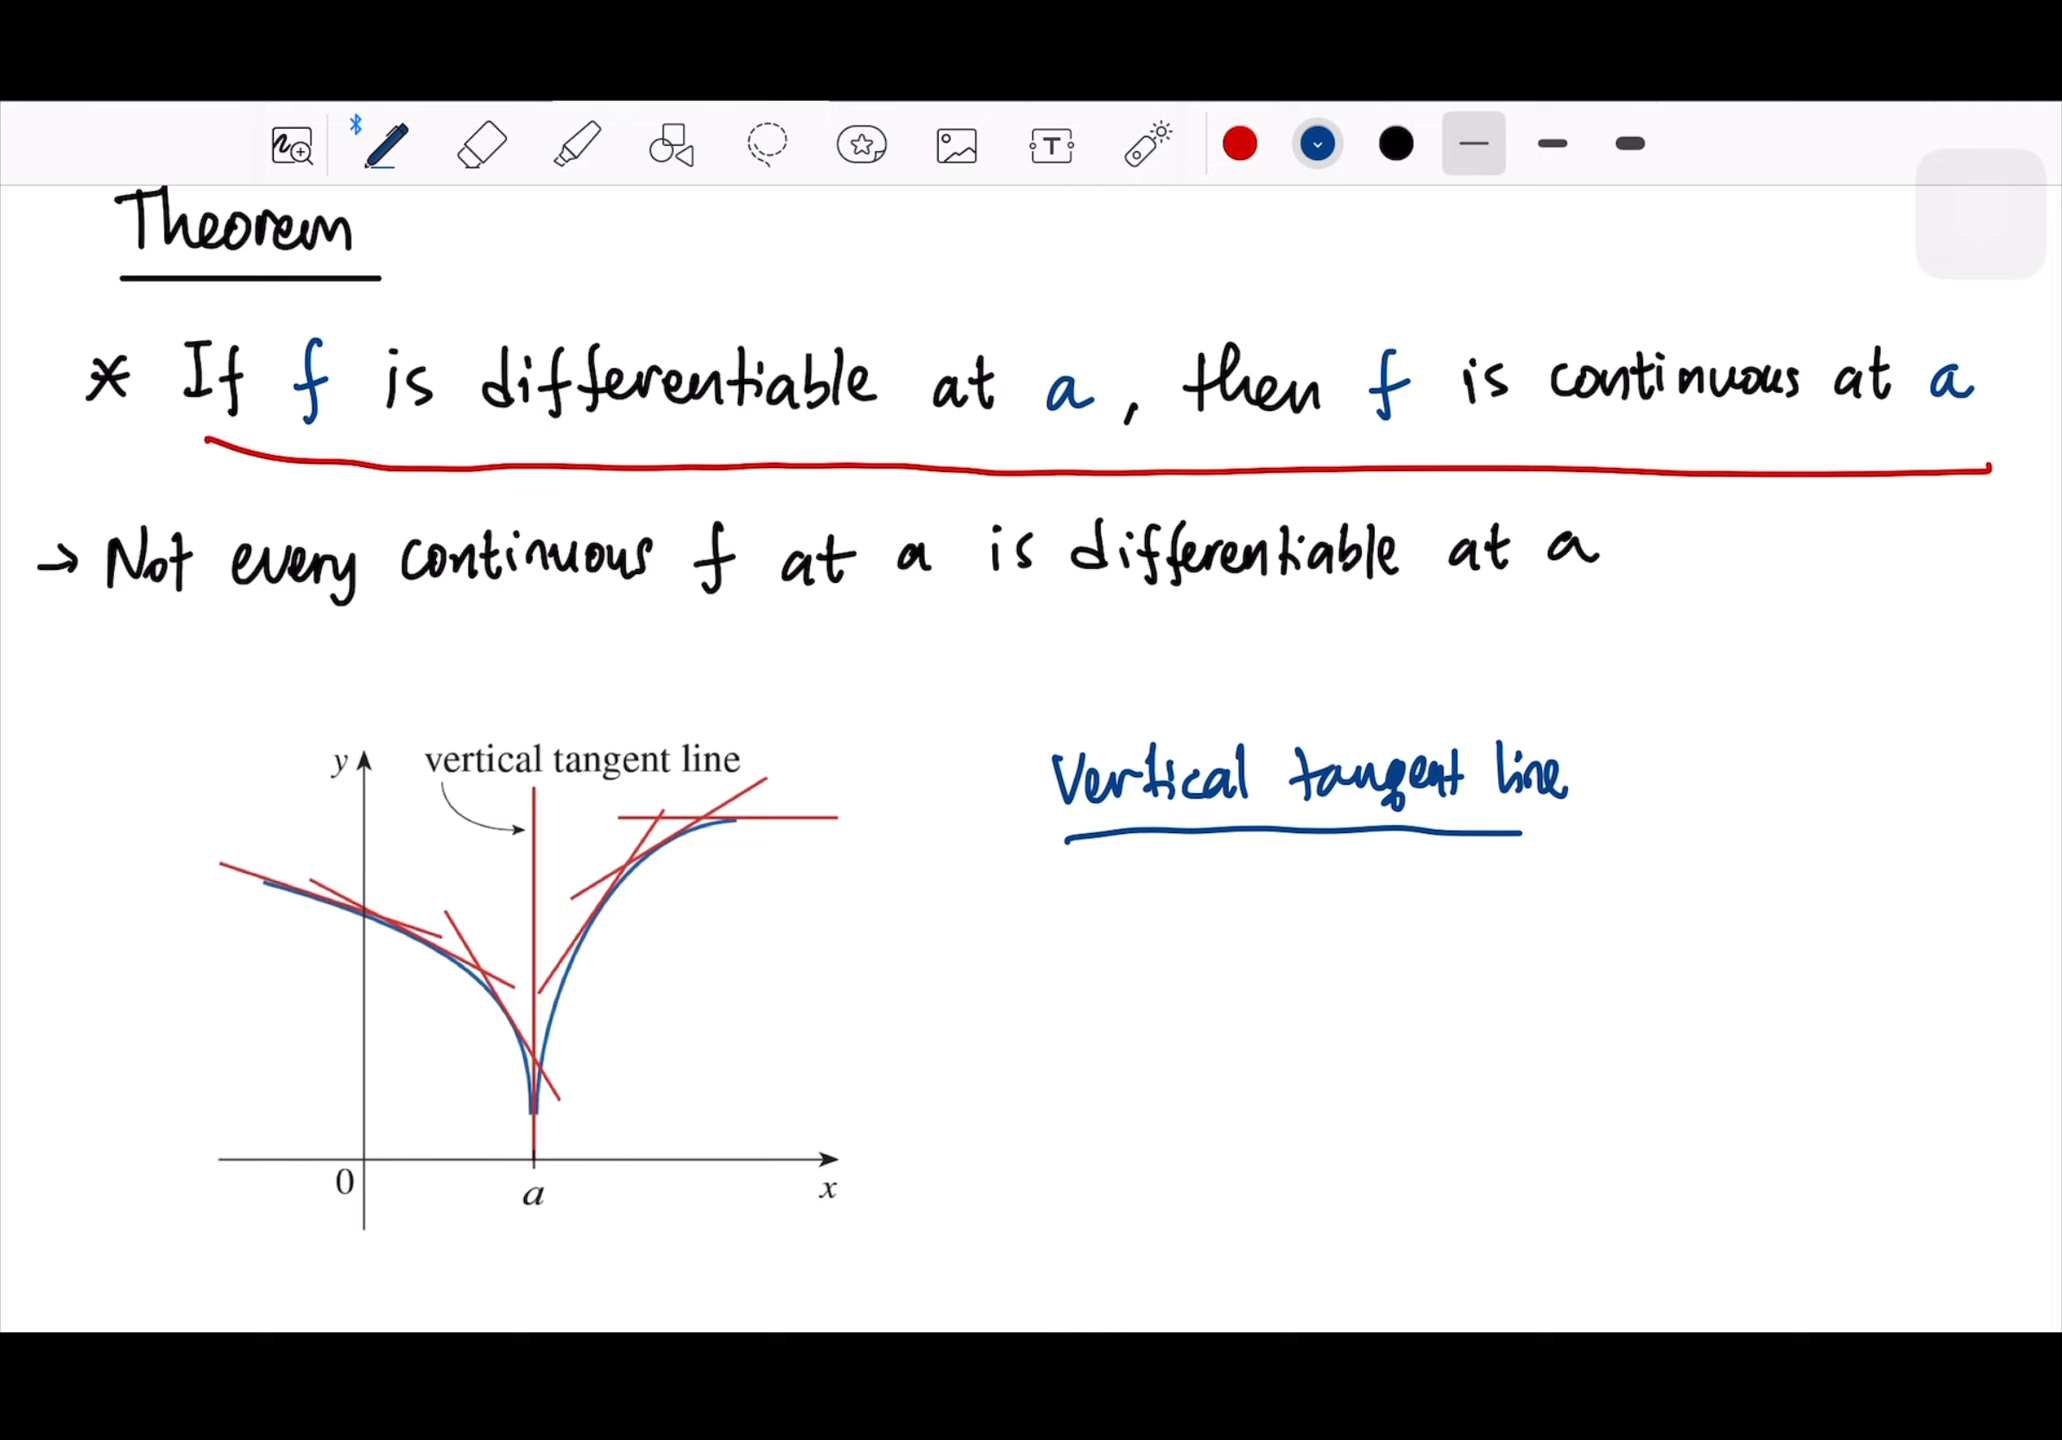 Theorem
* If f is differentiable at a, then f is continuous at a
→ Not every continuous f at a is differentiable at a
y
vertical tangent line
Vertical tangent line
0
a
x
T